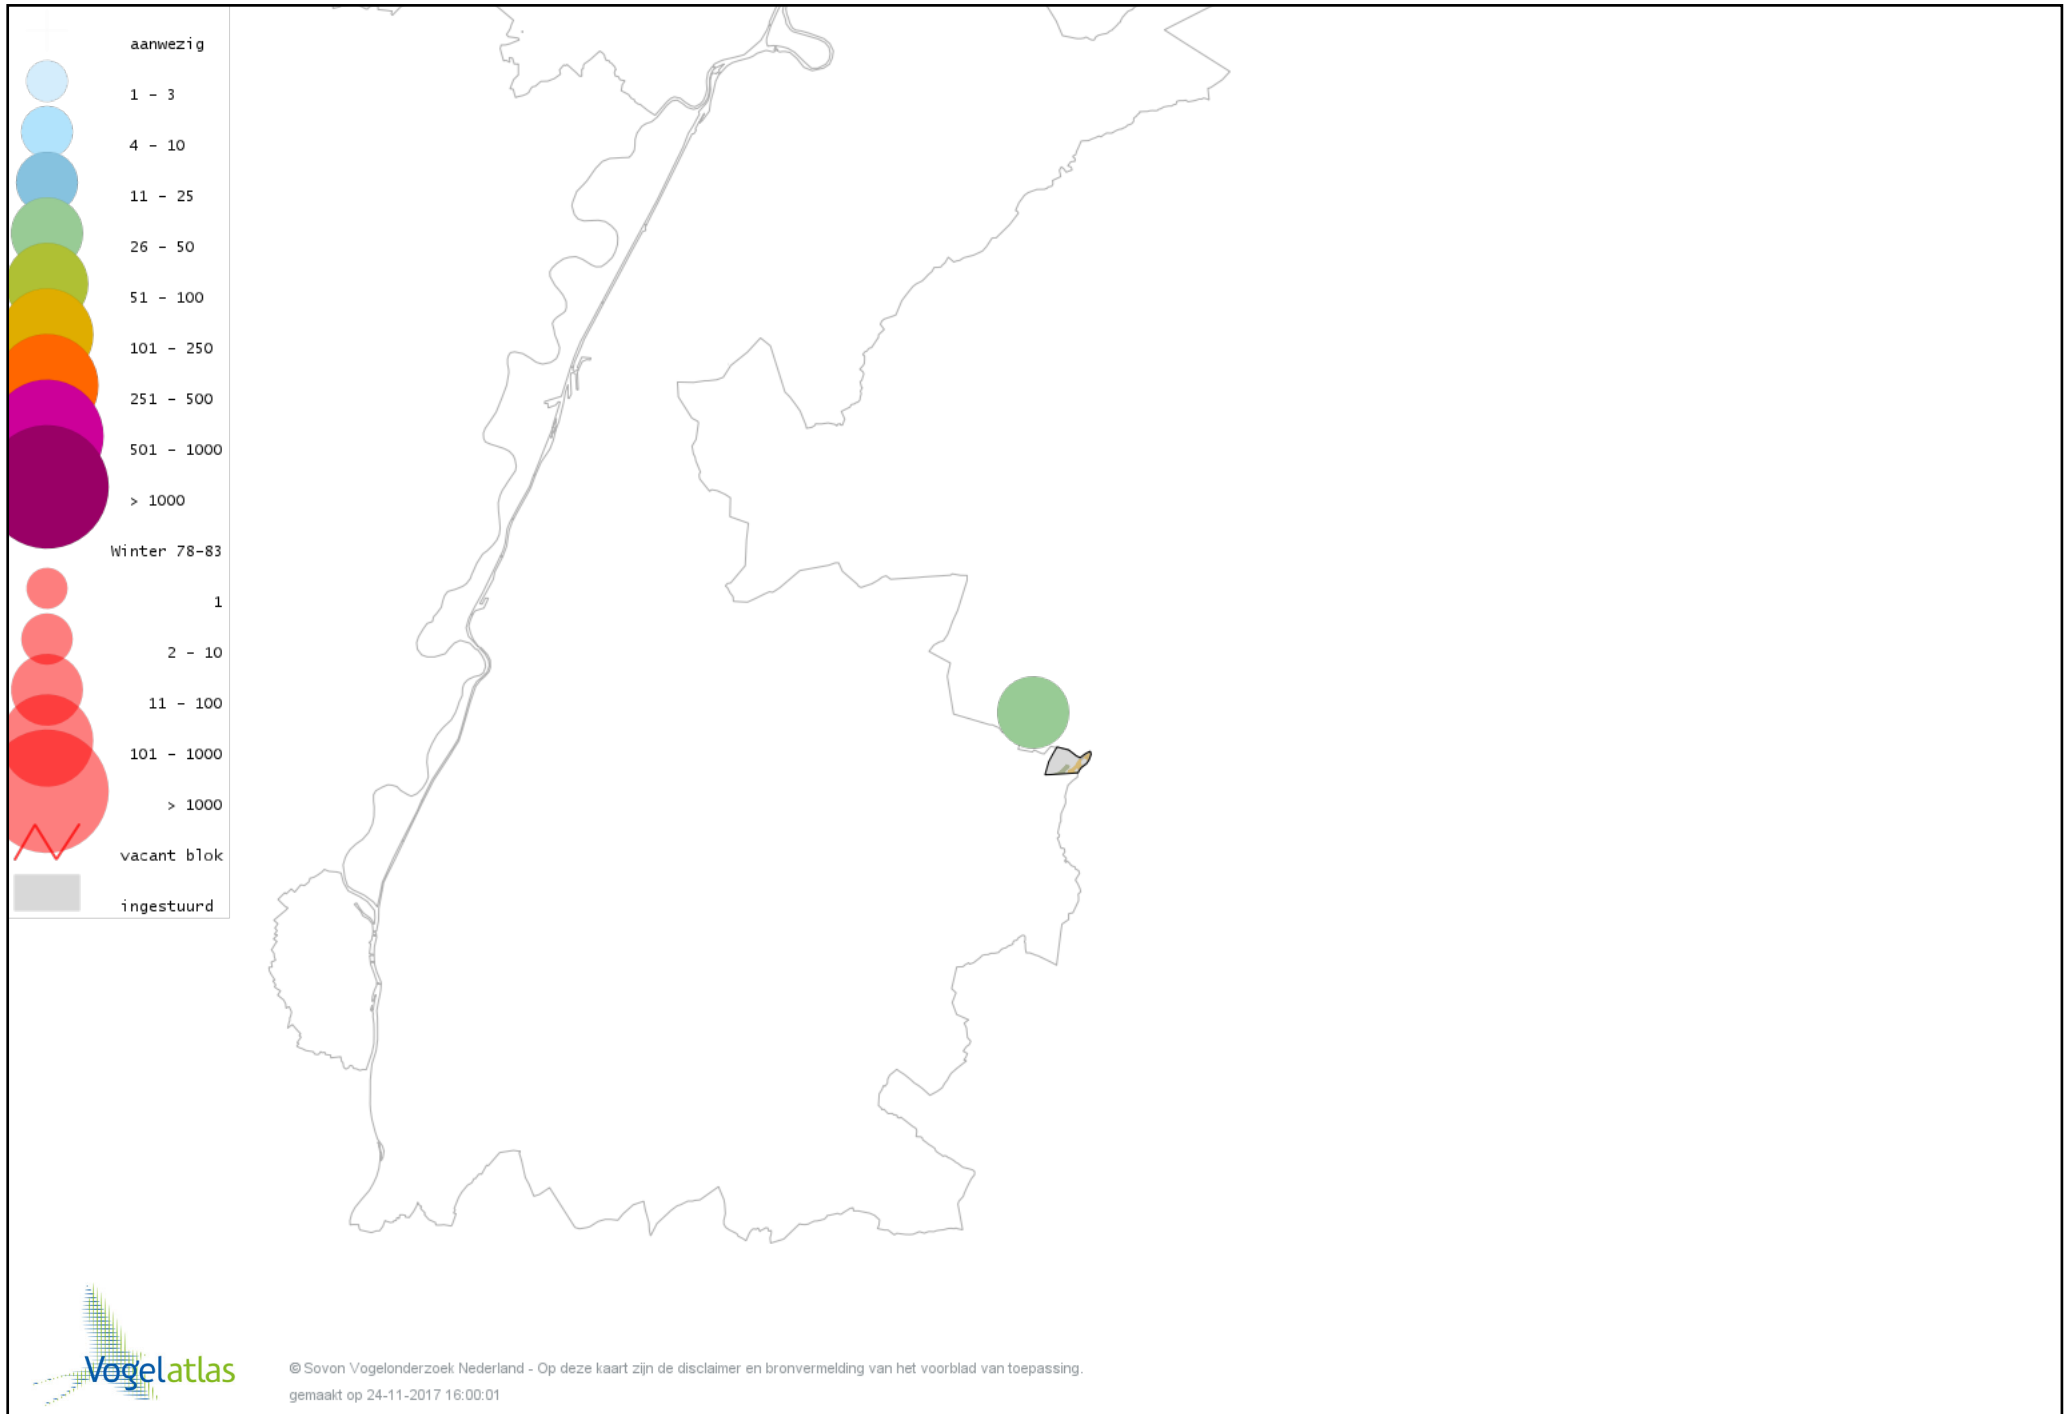 aanwezig
1 - 3
4 - 10
11 - 25
26 - 50
51 - 100
101 - 250
251 - 500
501 - 1000
> 1000
Winter 78-83
1
2 - 10
11 - 100
101 - 1000
> 1000
vacant blok
ingestuurd
Vogelatlas
© Sovon Vogelonderzoek Nederland - Op deze kaart zijn de disclaimer en bronvermelding van het voorblad van toepassing.
gemaakt op 24-11-2017 16:00:01